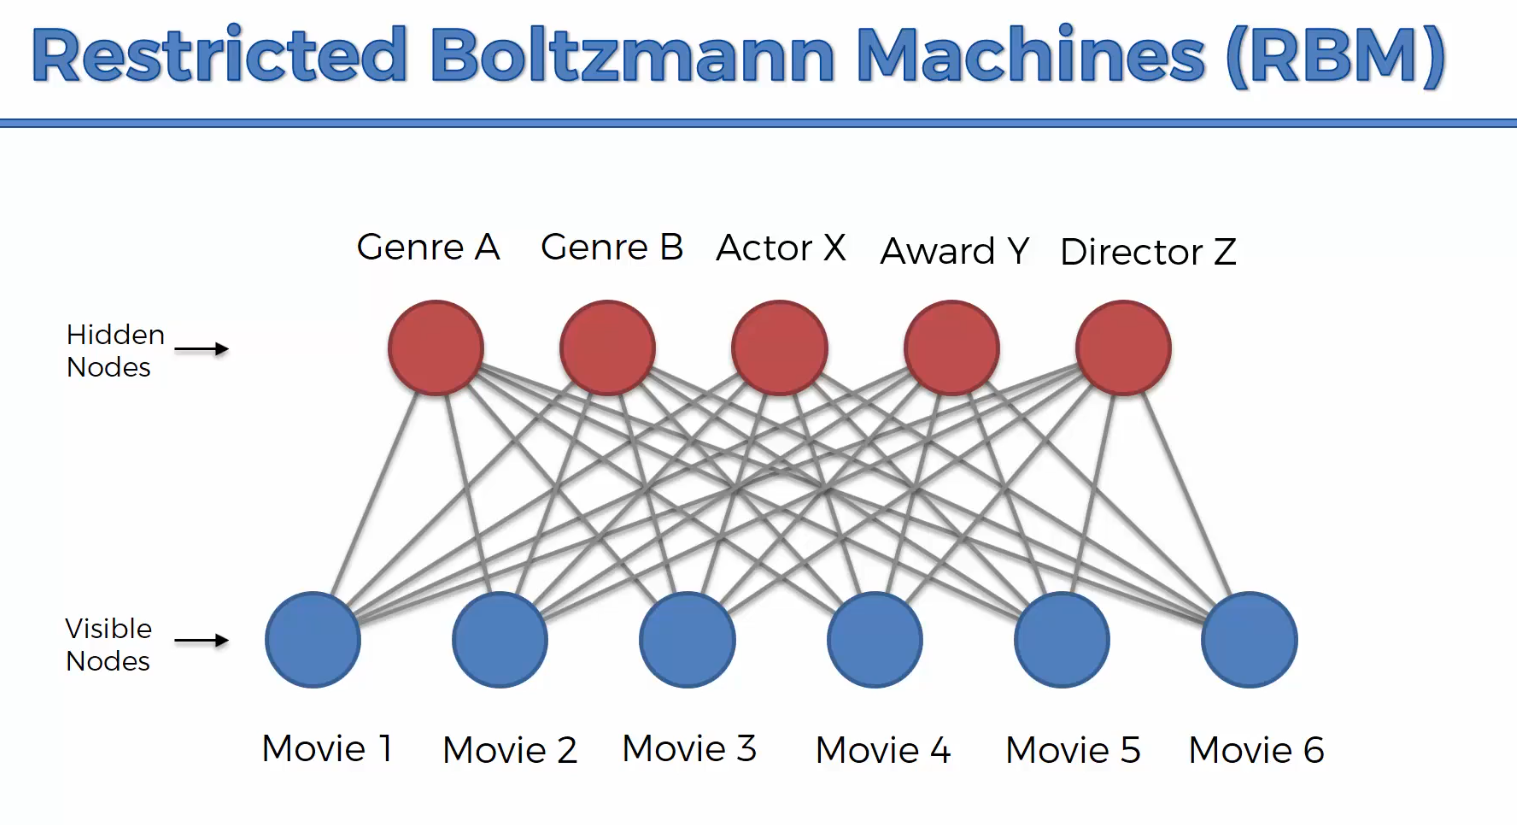 Restricted Boltzmann Machines (RBM)
Genre A Genre B Actor X Award Y Director Z
Hidden
Nodes
Visible
Nodes
Movie 1 Movie 2 Movie 3 Movie 4 Movie 5 Movie 6